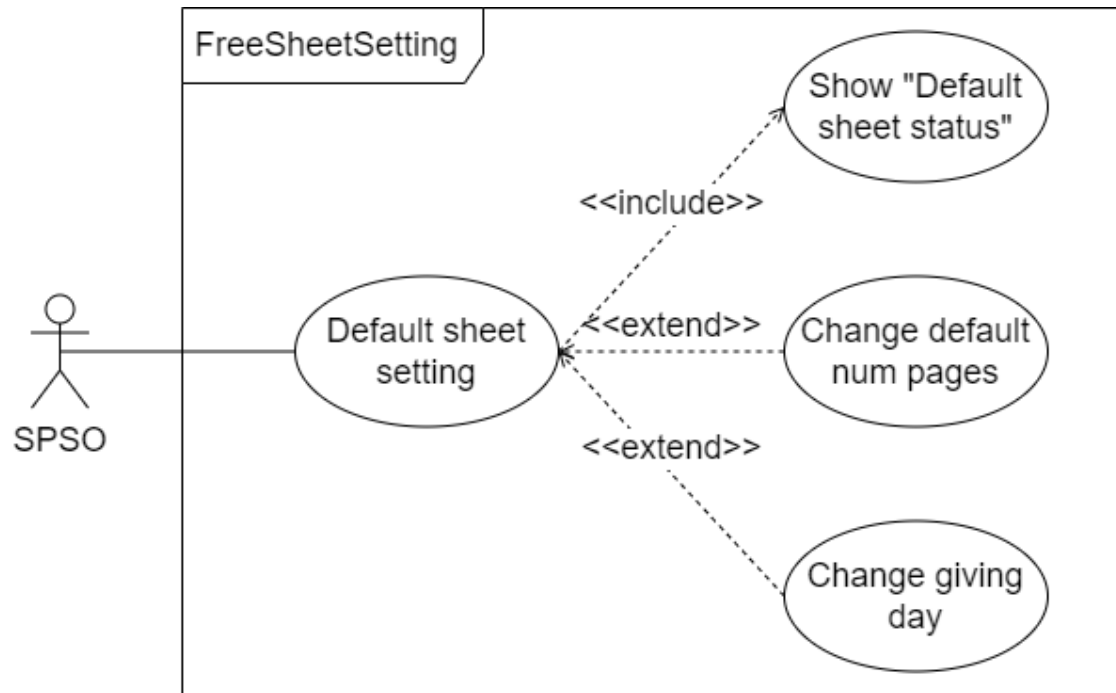 FreeSheetSetting
Show "Default
sheet status"
<<include>>
<<extend>>
Default sheet
setting
Change default
num pages
SPSO
<<extend>>
Change giving
day